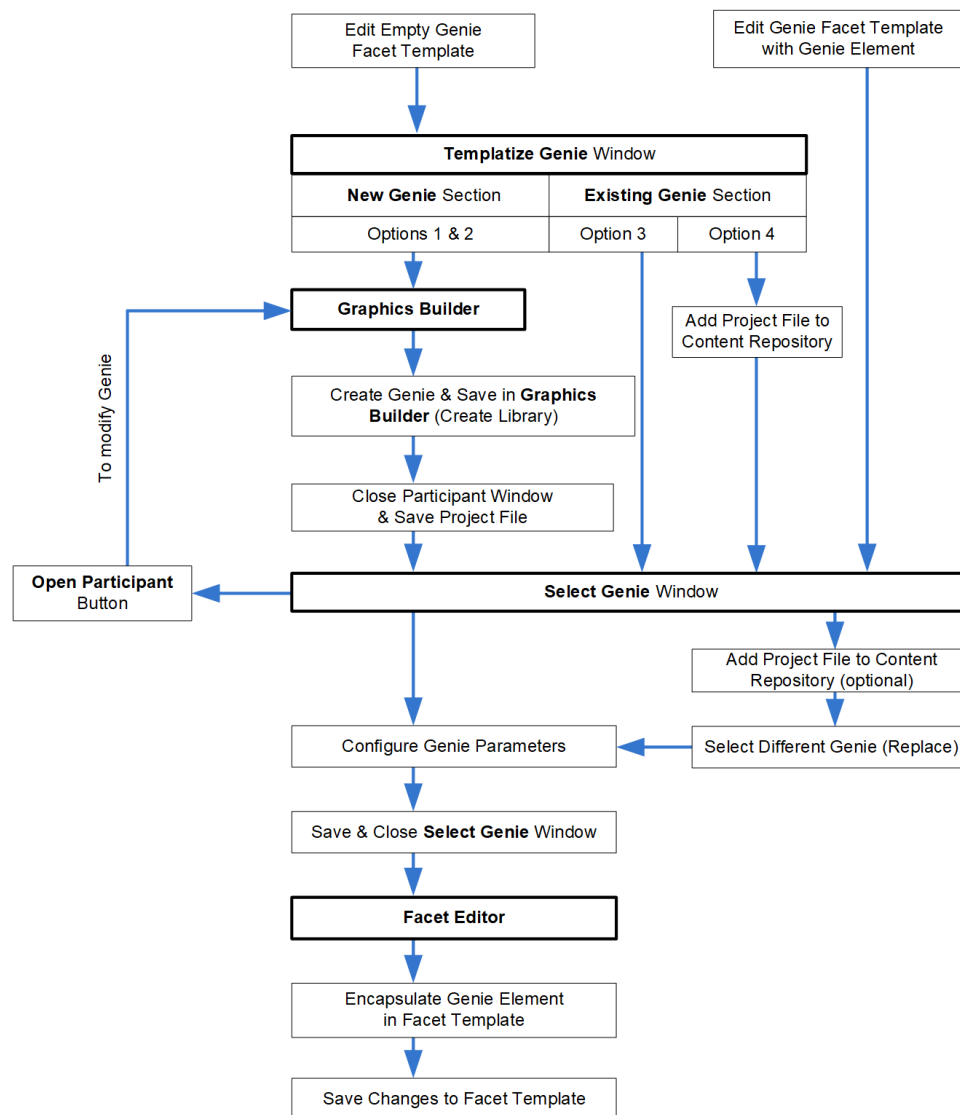 Edit Empty Genie
Facet Template
Edit Genie Facet Template
with Genie Element
Templatize Genie Window
New Genie Section
Existing Genie Section
Options 1 & 2
Option 3
Option 4
Graphics Builder
Add Project File to
Content Repository
To modify Genie
Create Genie & Save in Graphics
Builder (Create Library)
Close Participant Window
& Save Project File
Open Participant
Button
Select Genie Window
Add Project File to Content
Repository (optional)
Configure Genie Parameters
Select Different Genie (Replace)
Save & Close Select Genie Window
Facet Editor
Encapsulate Genie Element
in Facet Template
Save Changes to Facet Template